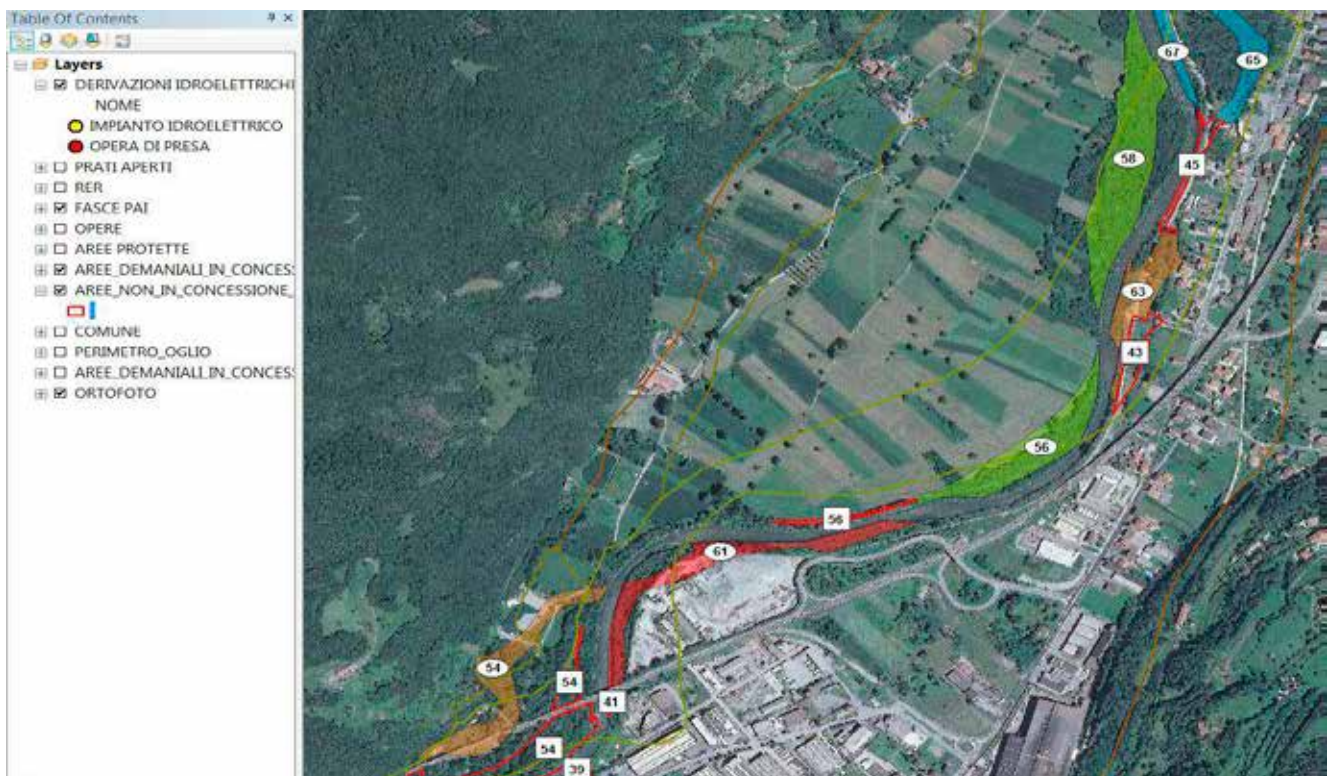 Table Of Contents
Layers
DERIVAZIONI IDROELETTRICHI
NOME
IMPIANTO IDROELETTRICO
OPERA DI PRESA
PRATI APERTI
RER
FASCE PAI
OPERE
AREE PROTETTE
AREE_DEMANIALI_IN_CONCES
AREE_NON_IN_CONCESSIONE_
COMUNE
PERIMETRO_OGLIO
AREE_DEMANIALI_IN_CONCES
ORTOFOTO
67
65
58
45
63
43
56
56
61
54
54
41
54
39